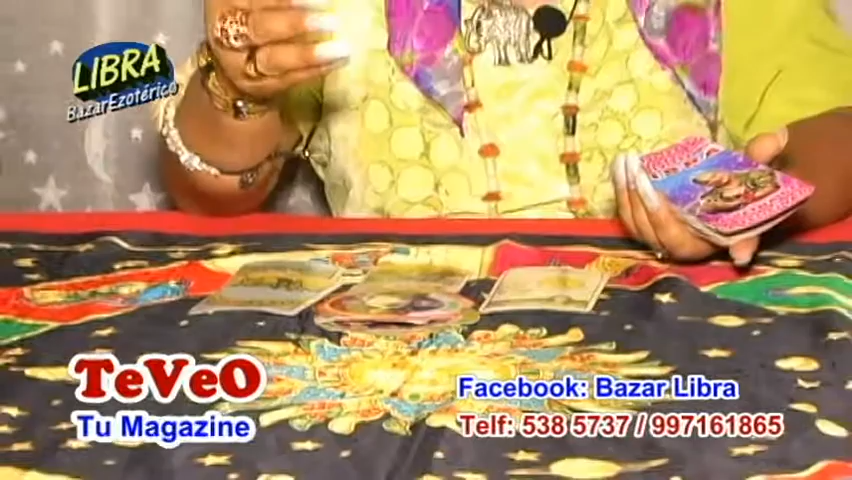 LIBRA
BazarEzotérico
TeVeO
Tu Magazine
Facebook: Bazar Libra
Telf: 538 5737 / 997161865